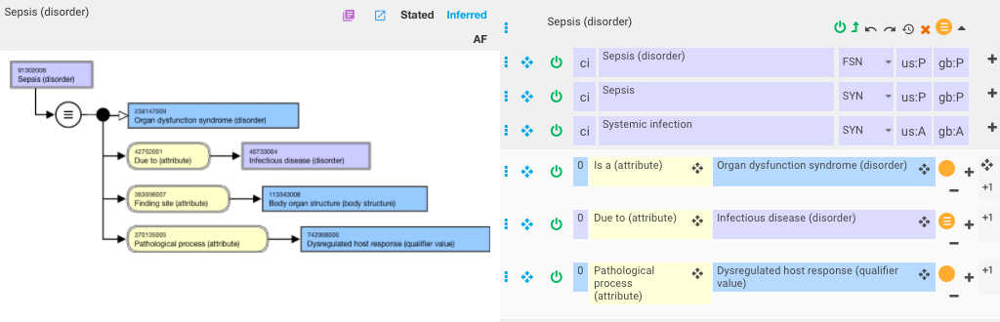 Sepsis (disorder)
Stated
Inferred
AF
91302008
Sepsis (disorder)
238147009
Organ dysfunction syndrome (disorder)
42752001
Due to (attribute)
40733004
Infectious disease (disorder)
363698007
Finding site (attribute)
113343008
Body organ structure (body structure)
370135005
Pathological process (attribute)
742968006
Dysregulated host response (qualifier value)
Sepsis (disorder)
ci
Sepsis (disorder)
FSN
us:P
gb:P
ci
Sepsis
SYN
us:P
gb:P
ci
Systemic infection
SYN
us:A
gb:A
0
Is a (attribute)
Organ dysfunction syndrome (disorder)
+1
0
Due to (attribute)
Infectious disease (disorder)
+1
0
Pathological
process
(attribute)
Dysregulated host response (qualifier
value)
+1